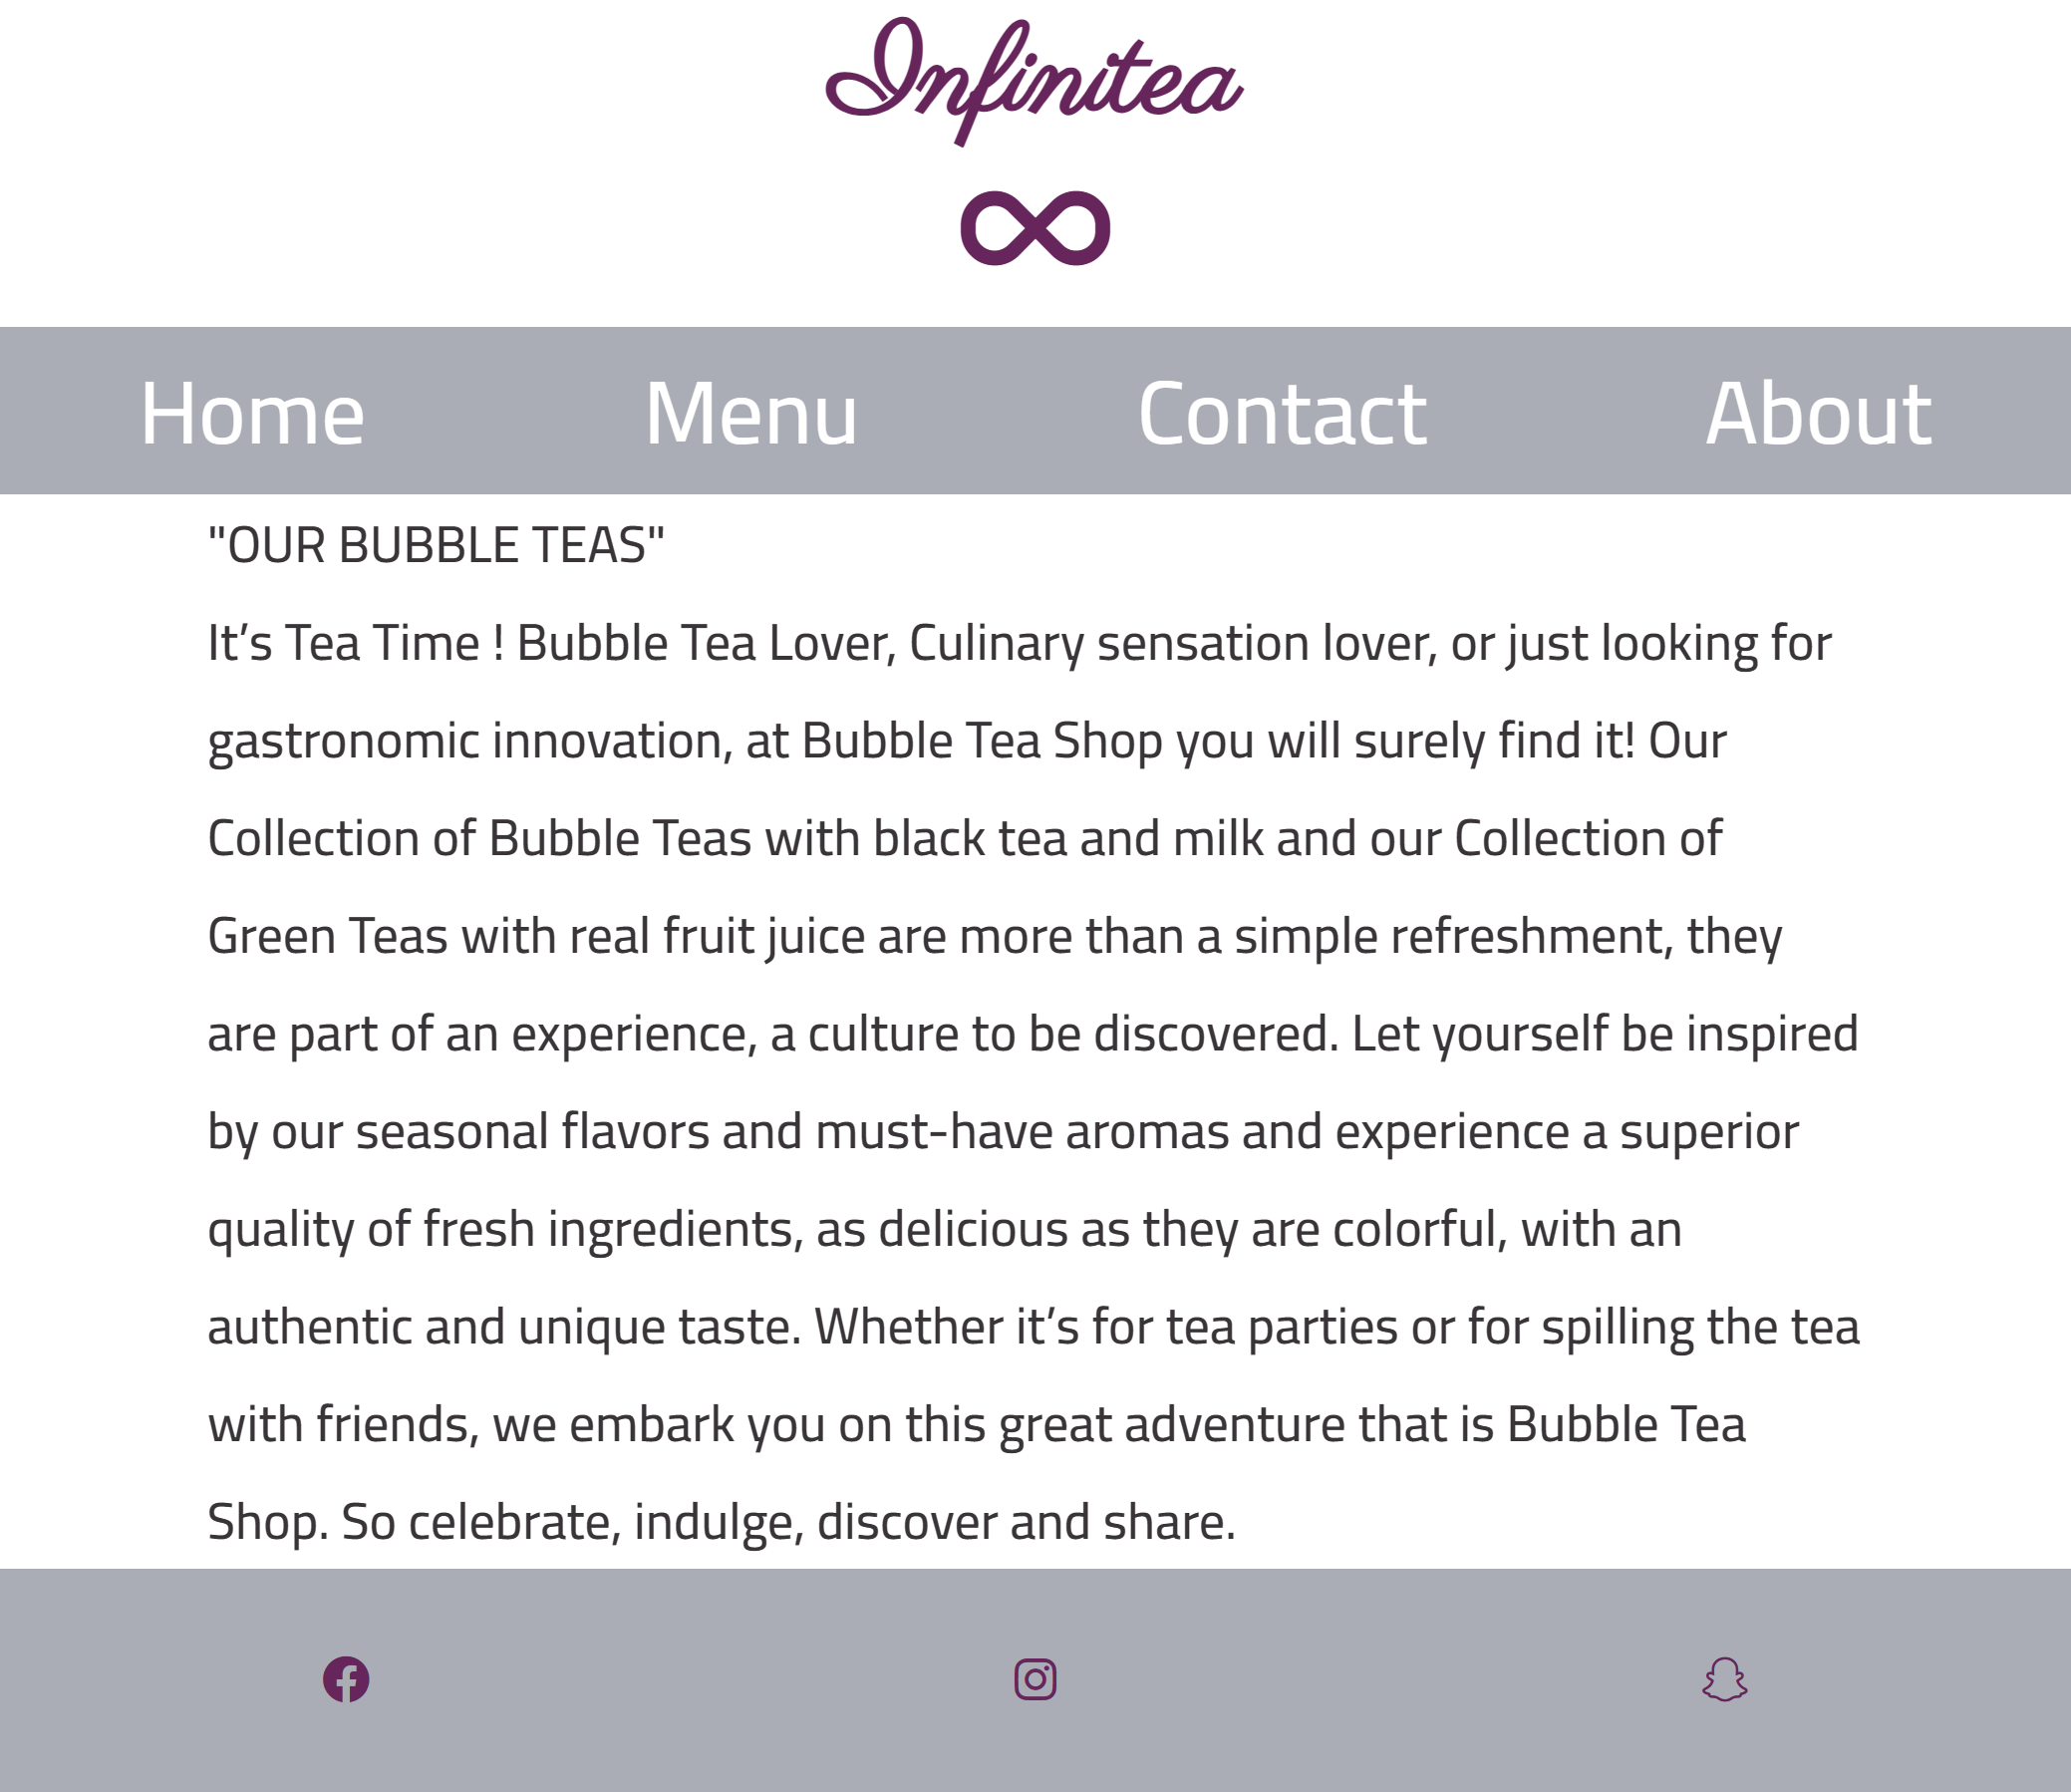 Infinitea
Home Menu Contact About
"OUR BUBBLE TEAS"
It’s Tea Time ! Bubble Tea Lover, Culinary sensation lover, or just looking for
gastronomic innovation, at Bubble Tea Shop you will surely find it! Our
Collection of Bubble Teas with black tea and milk and our Collection of
Green Teas with real fruit juice are more than a simple refreshment, they
are part of an experience, a culture to be discovered. Let yourself be inspired
by our seasonal flavors and must-have aromas and experience a superior
quality of fresh ingredients, as delicious as they are colorful, with an
authentic and unique taste. Whether it’s for tea parties or for spilling the tea
with friends, we embark you on this great adventure that is Bubble Tea
Shop. So celebrate, indulge, discover and share.